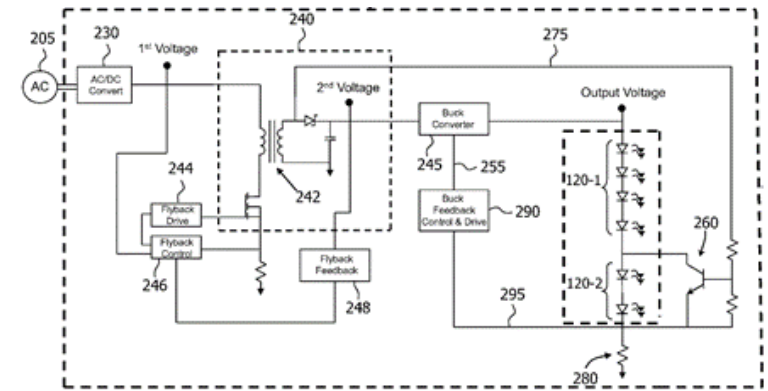 240
205
230
275
1st Voltage
AC
AC/DC
Convert
2nd Voltage
Output Voltage
Buck
Converter
245
255
244
242
120-1
Flyback
Drive
Buck
Feedback
Control & Drive
290
260
Flyback
Control
246
Flyback
Feedback
248
120-2
295
280